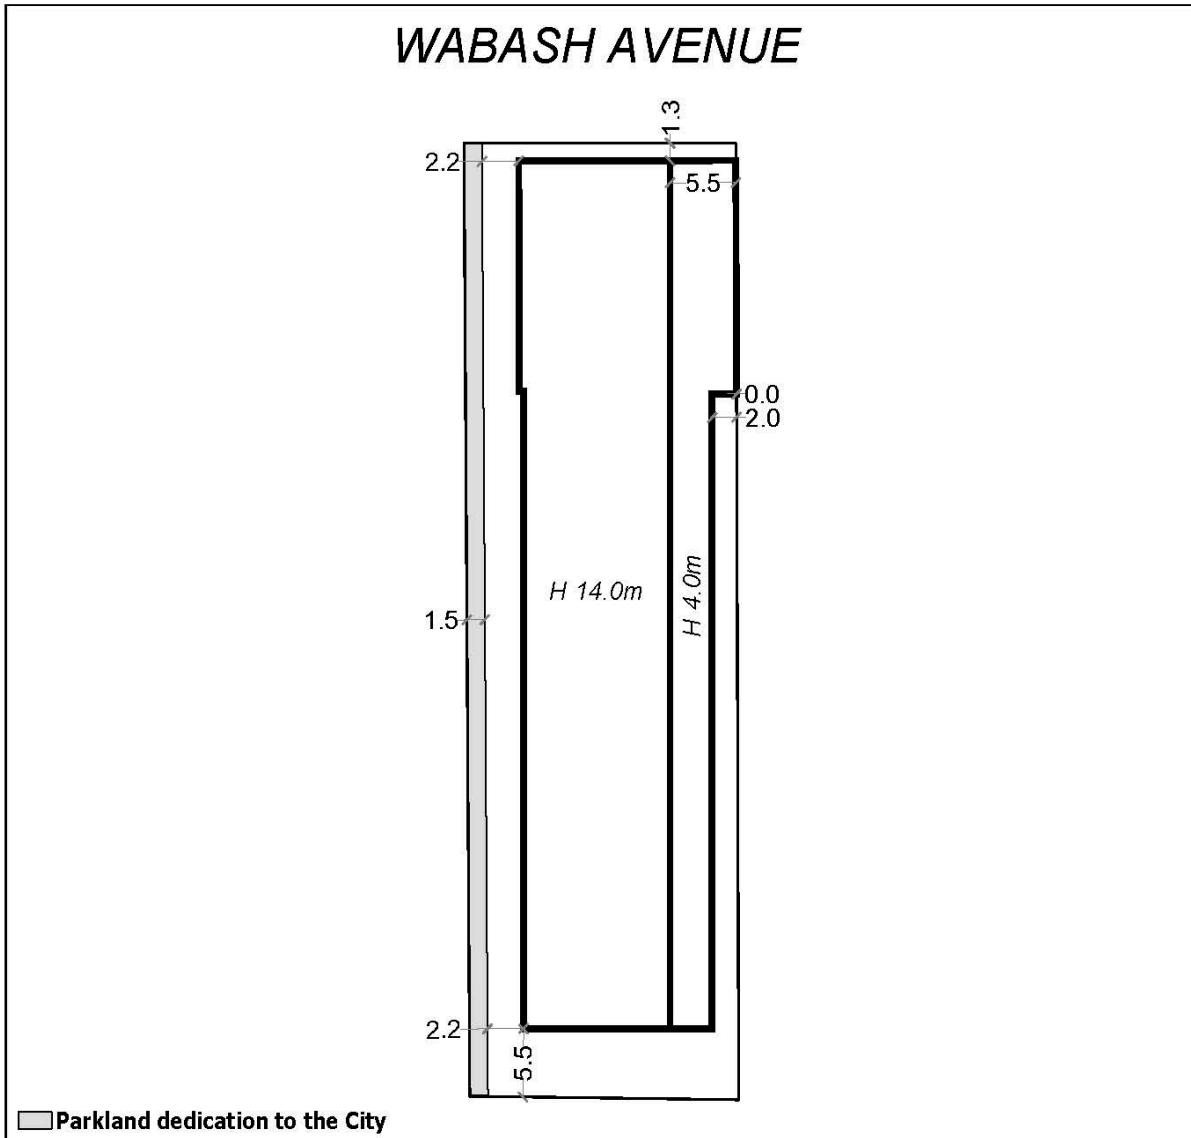 WABASH AVENUE
1.3
2.2
5.5
0.0
2.0
H 14.0m
H 4.0m
1.5
2.2
5.5
Parkland dedication to the City